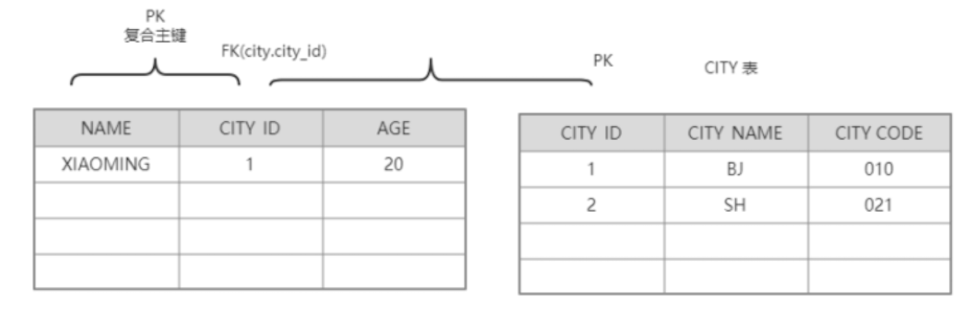 PK
复合主键
FK(city.city_id)
PK
CITY 表
NAME CITY ID AGE
XIAOMING 1 20
CITY ID CITY NAME CITY CODE
1 BJ 010
2 SH 021